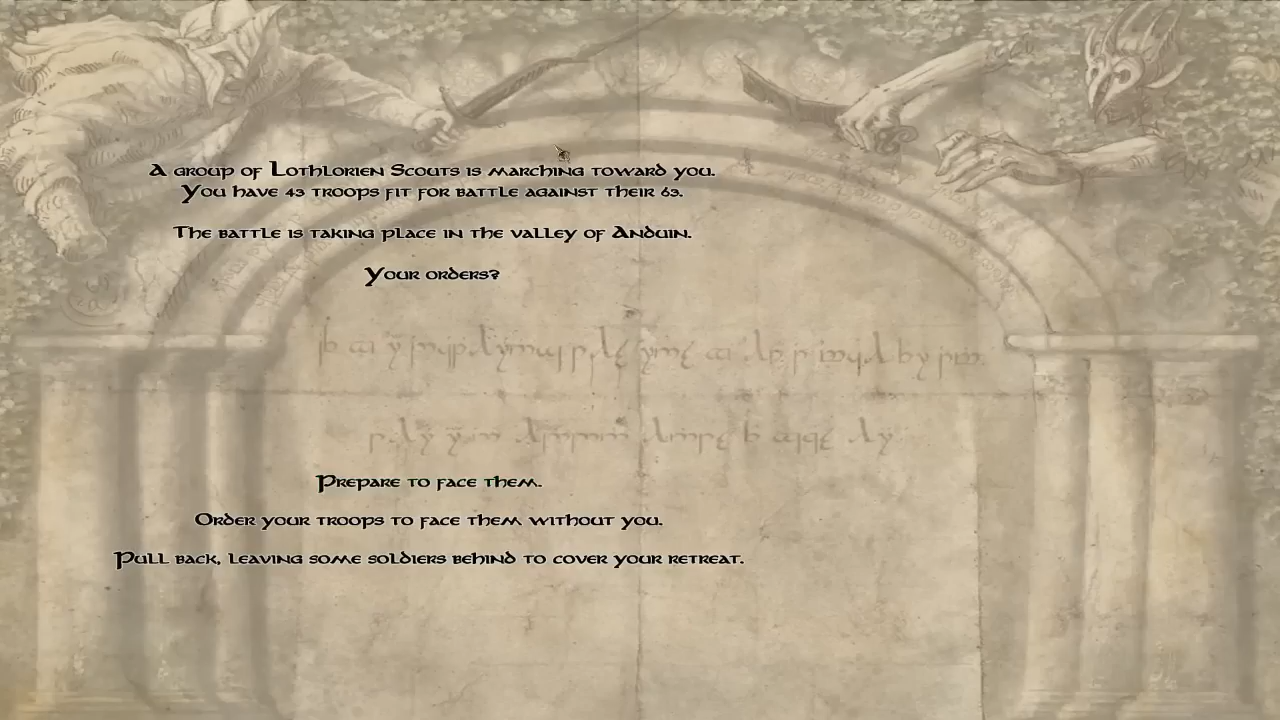 A group of Lothlorien Scouts is marching toward you.
You have 43 troops fit for battle against their 63.
The battle is taking place in the valley of Anduin.
Your orders?
Prepare to face them.
Order your troops to face them without you.
Pull back, leaving some soldiers behind to cover your retreat.